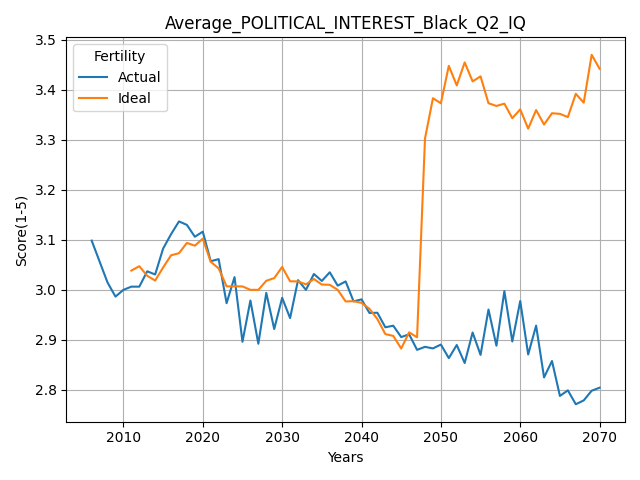 Average_POLITICAL_INTEREST_Black_Q2_IQ
3.5
3.4
3.3
3.2
3.1
3.0
2.9
2.8
Score(1-5)
Fertility
Actual
Ideal
2010 2020 2030 2040 2050 2060 2070
Years